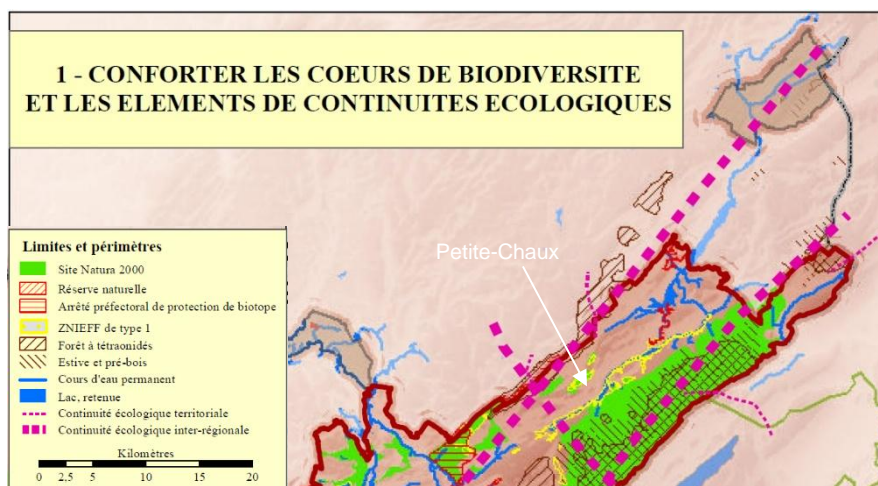 1 - CONFORTER LES COEURS DE BIODIVERSITE
ET LES ELEMENTS DE CONTINUITES ECOLOGIQUES
Petite-Chaux
Limites et périmètres
Site Natura 2000
Réserve naturelle
Arrêté préfectoral de protection de biotope
ZNIEFF de type 1
Forêt à tétraonidés
Estive et pré-bois
Cours d'eau permanent
Lac, retenue
Continuité écologique territoriale
Continuité écologique inter-régionale
Kilomètres
0 2,5 5 10 15 20